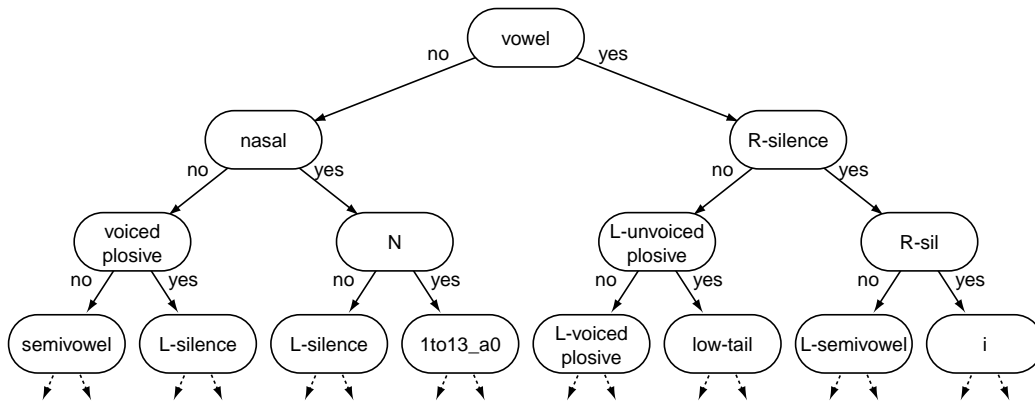 vowel
no
yes
nasal
R-silence
no
yes
no
yes
voiced
plosive
N
L-unvoiced
plosive
R-sil
no
yes
no
yes
no
yes
no
yes
semivowel
L-silence
L-silence
1to13_a0
L-voiced
plosive
low-tail
L-semivowel
i